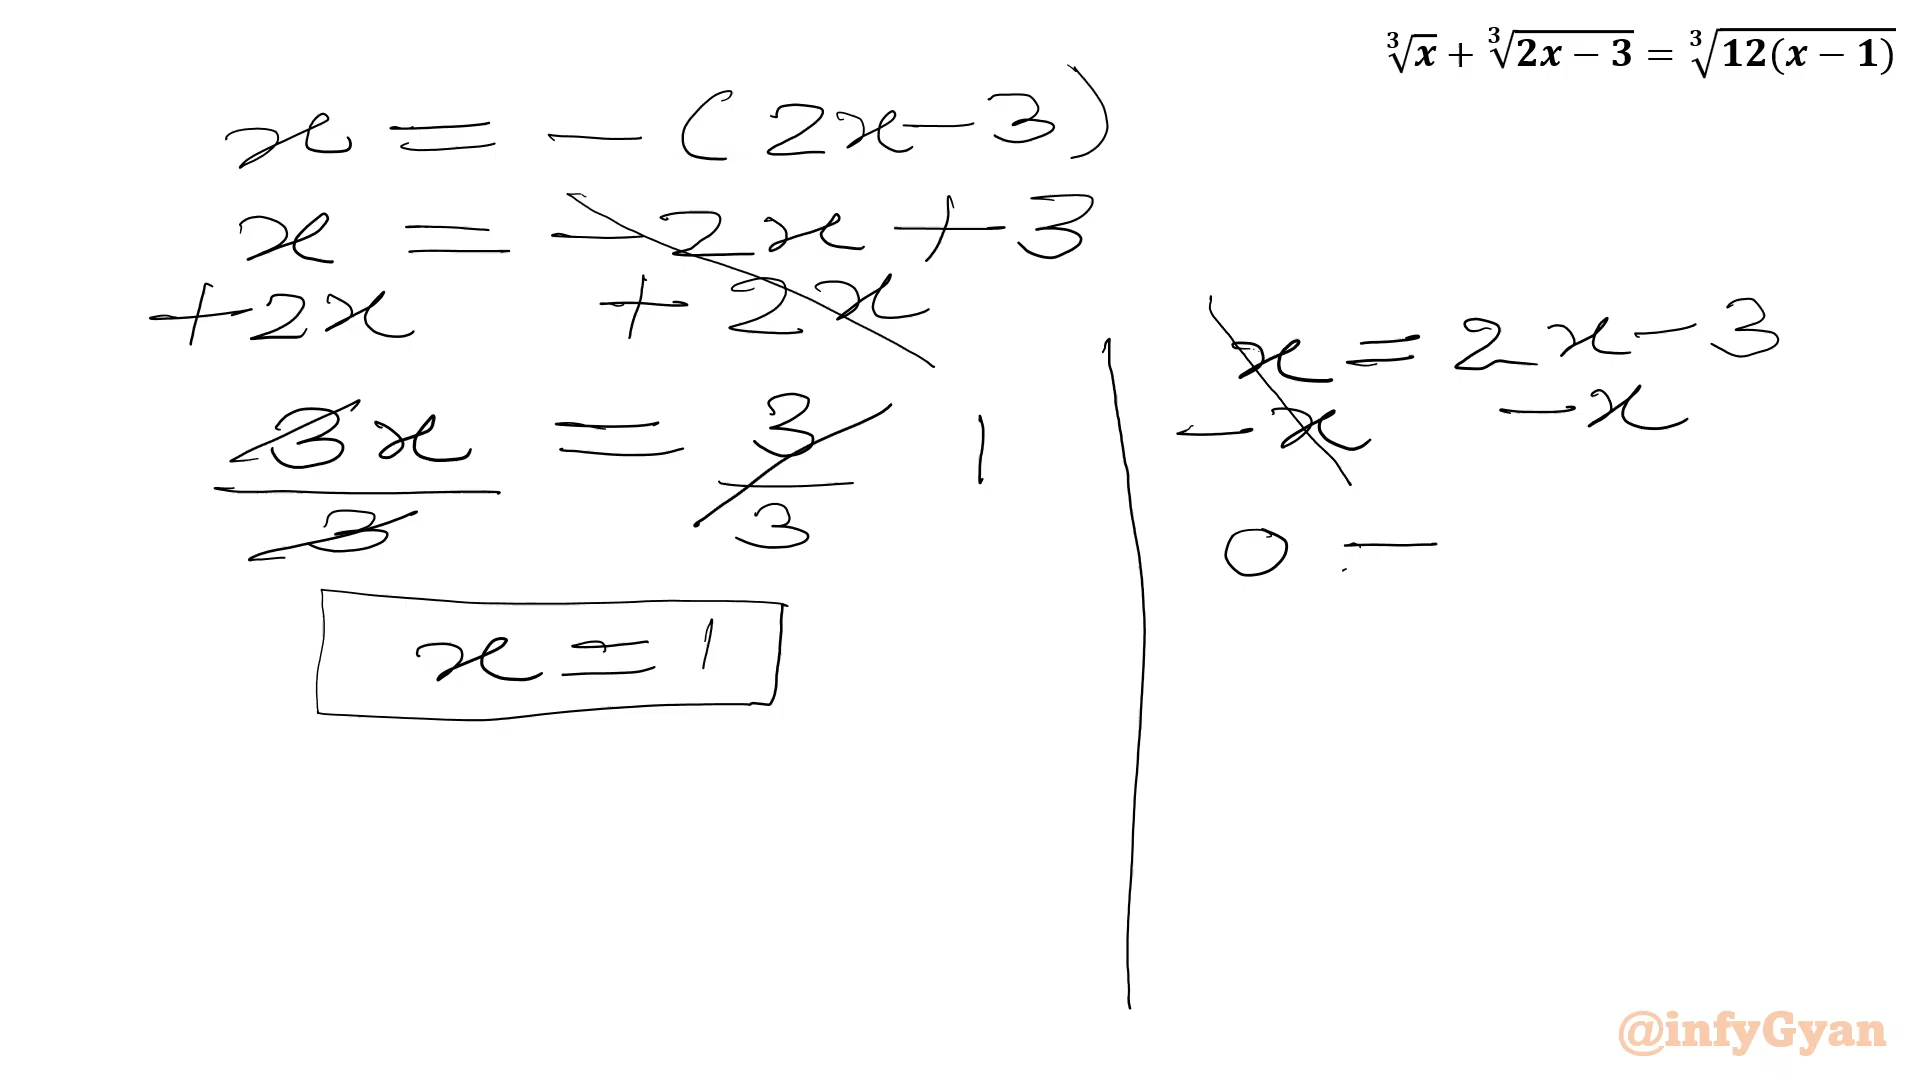 ∛x + ∛(2x − 3) = ∛(12(x − 1))
x = − (2x − 3)
x = − 2x + 3
+ 2x + 2x
3x = 3 1
3 3
x = 1
x = 2x − 3
− x − x
0 =
@infyGyan